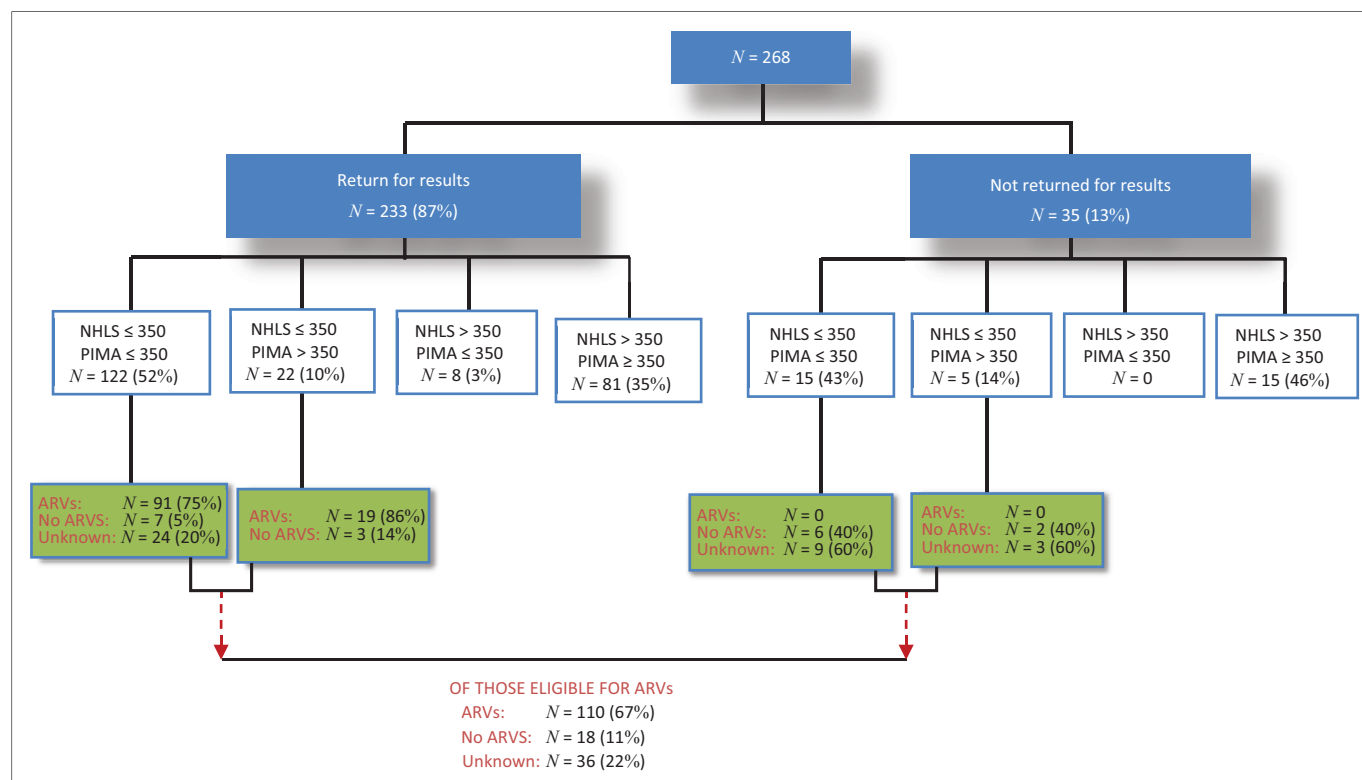 N = 268
Return for results
N = 233 (87%)
Not returned for results
N = 35 (13%)
NHLS ≤ 350
PIMA ≤ 350
N = 122 (52%)
NHLS ≤ 350
PIMA > 350
N = 22 (10%)
NHLS > 350
PIMA ≤ 350
N = 8 (3%)
NHLS > 350
PIMA ≥ 350
N = 81 (35%)
NHLS ≤ 350
PIMA ≤ 350
N = 15 (43%)
NHLS ≤ 350
PIMA > 350
N = 5 (14%)
NHLS > 350
PIMA ≤ 350
N = 0
NHLS > 350
PIMA ≥ 350
N = 15 (46%)
ARVs: N = 91 (75%)
No ARVS: N = 7 (5%)
Unknown: N = 24 (20%)
ARVs: N = 19 (86%)
No ARVS: N = 3 (14%)
ARVs: N = 0
No ARVs: N = 6 (40%)
Unknown: N = 9 (60%)
ARVs: N = 0
No ARVs: N = 2 (40%)
Unknown: N = 3 (60%)
OF THOSE ELIGIBLE FOR ARVs
ARVs: N = 110 (67%)
No ARVS: N = 18 (11%)
Unknown: N = 36 (22%)